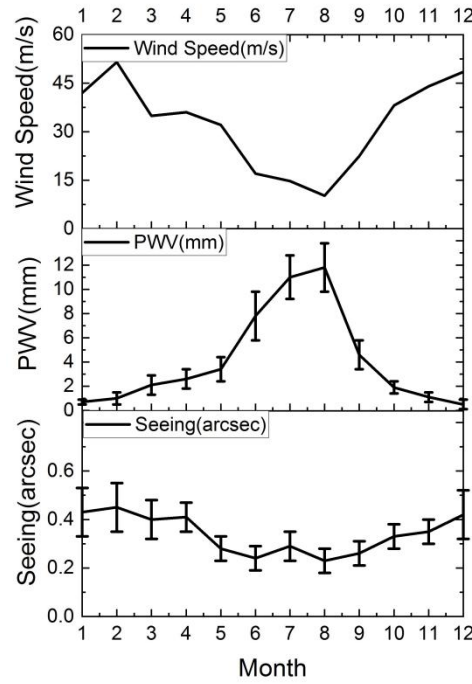 1 2 3 4 5 6 7 8 9 10 11 12
60
Wind Speed(m/s)
45
30
15
0
Wind Speed(m/s)
PWV(mm)
12
10
8
6
4
2
0
PWV(mm)
Seeing(arcsec)
0.6
0.4
0.2
0.0
Seeing(arcsec)
1 2 3 4 5 6 7 8 9 10 11 12
Month